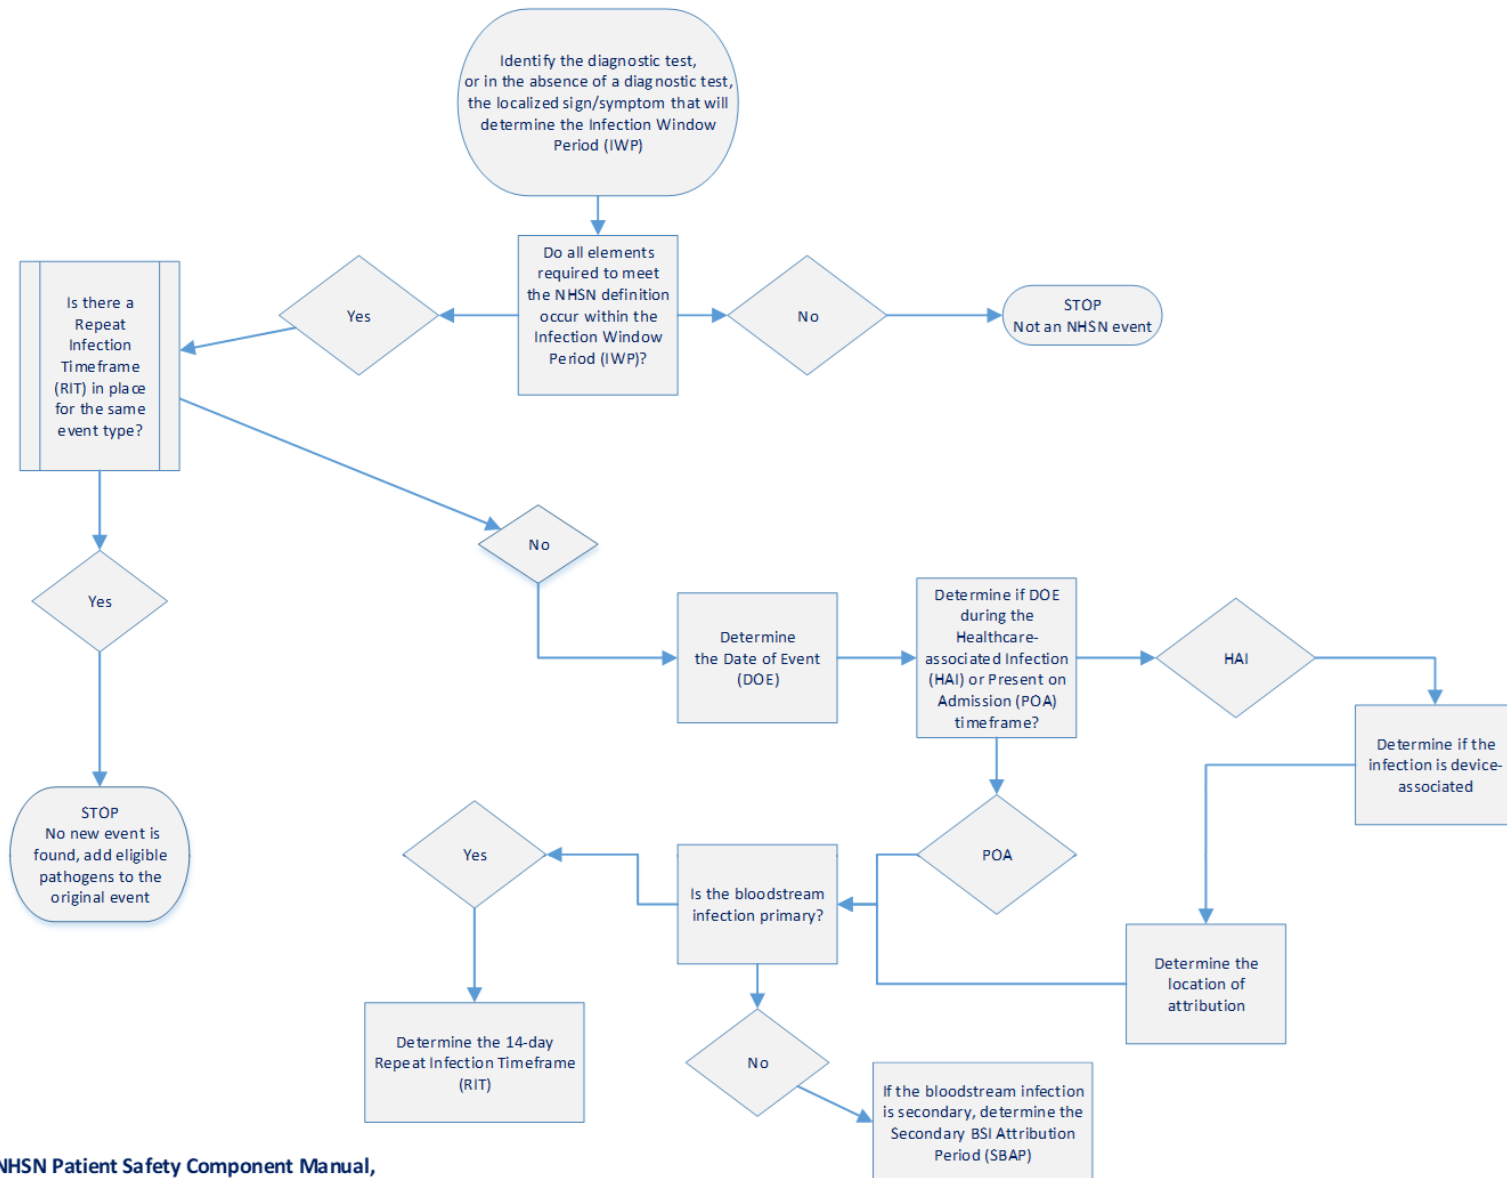 Identify the diagnostic test,
or in the absence of a diagnostic test,
the localized sign/symptom that will
determine the Infection Window
Period (IWP)
Do all elements
required to meet
the NHSN definition
occur within the
Infection Window
Period (IWP)?
Yes
No
STOP
Not an NHSN event
Is there a
Repeat
Infection
Timeframe
(RIT) in place
for the same
event type?
Yes
STOP
No new event is
found, add eligible
pathogens to the
original event
No
Determine
the Date of Event
(DOE)
Determine if DOE
during the
Healthcare-
associated Infection
(HAI) or Present on
Admission (POA)
timeframe?
HAI
Determine if the
infection is device-
associated
Determine the
location of
attribution
POA
Is the bloodstream
infection primary?
Yes
Determine the 14-day
Repeat Infection Timeframe
(RIT)
No
If the bloodstream infection
is secondary, determine the
Secondary BSI Attribution
Period (SBAP)
NHSN Patient Safety Component Manual,